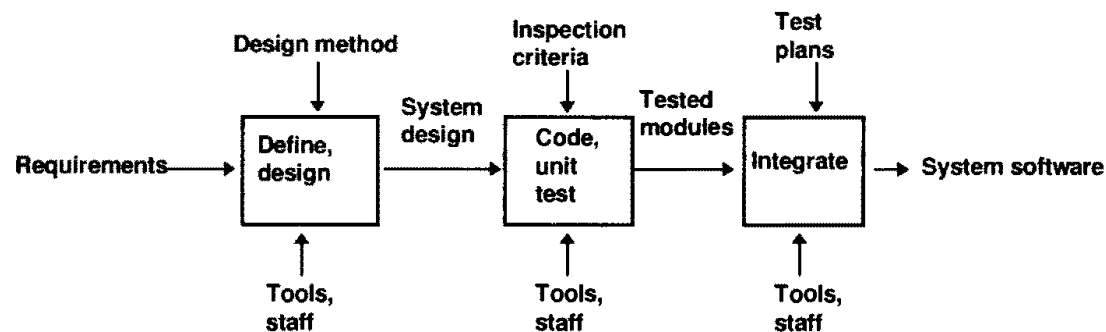 Design method
Inspection
criteria
Test
plans
System
design
Tested
modules
Requirements
Define,
design
Code,
unit
test
Integrate
System software
Tools,
staff
Tools,
staff
Tools,
staff